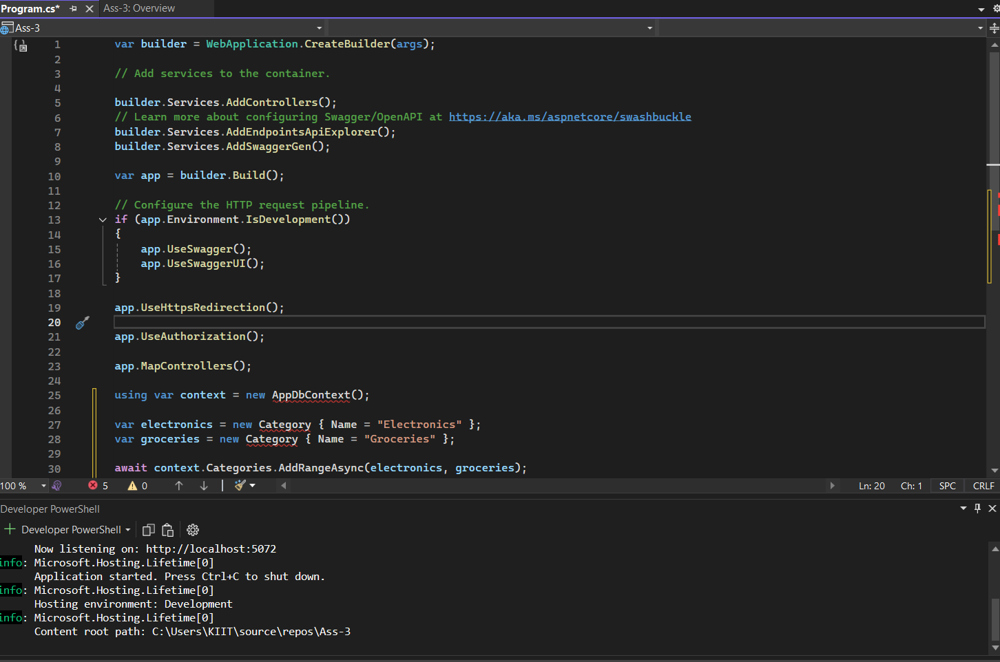 Program.cs*
Ass-3: Overview
Ass-3
1 var builder = WebApplication.CreateBuilder(args);
2
3 // Add services to the container.
4
5 builder.Services.AddControllers();
6 // Learn more about configuring Swagger/OpenAPI at https://aka.ms/aspnetcore/swashbuckle
7 builder.Services.AddEndpointsApiExplorer();
8 builder.Services.AddSwaggerGen();
9
10 var app = builder.Build();
11
12 // Configure the HTTP request pipeline.
13 if (app.Environment.IsDevelopment())
14 {
15 app.UseSwagger();
16 app.UseSwaggerUI();
17 }
18
19 app.UseHttpsRedirection();
20
21 app.UseAuthorization();
22
23 app.MapControllers();
24
25 using var context = new AppDbContext();
26
27 var electronics = new Category { Name = "Electronics" };
28 var groceries = new Category { Name = "Groceries" };
29
30 await context.Categories.AddRangeAsync(electronics, groceries);
100 % 5 0 Ln: 20 Ch: 1 SPC CRLF
Developer PowerShell
Developer PowerShell
Now listening on: http://localhost:5072
info: Microsoft.Hosting.Lifetime[0]
Application started. Press Ctrl+C to shut down.
info: Microsoft.Hosting.Lifetime[0]
Hosting environment: Development
info: Microsoft.Hosting.Lifetime[0]
Content root path: C:\Users\KIIT\source\repos\Ass-3